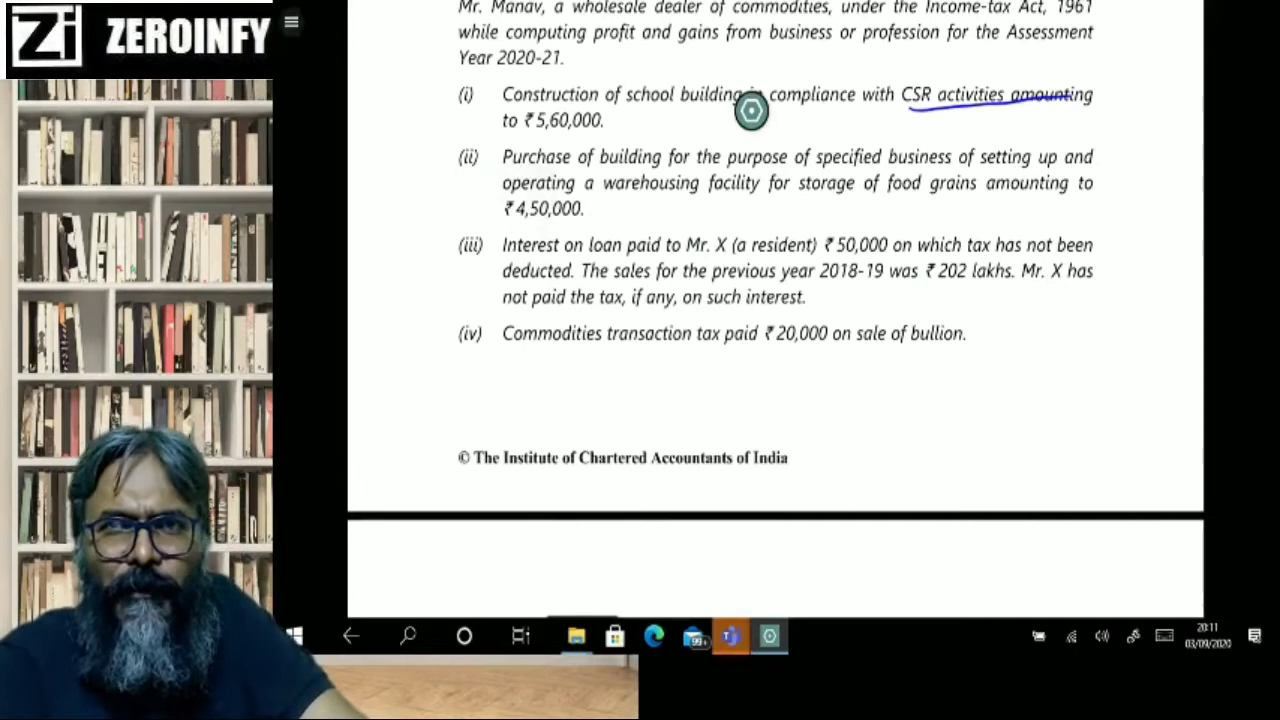 Zi ZEROINFY
Mr. Manav, a wholesale dealer of commodities, under the Income-tax Act, 1961
while computing profit and gains from business or profession for the Assessment
Year 2020-21.
(i) Construction of school building compliance with CSR activities amounting
to ₹ 5,60,000.
(ii) Purchase of building for the purpose of specified business of setting up and
operating a warehousing facility for storage of food grains amounting to
₹ 4,50,000.
(iii) Interest on loan paid to Mr. X (a resident) ₹ 50,000 on which tax has not been
deducted. The sales for the previous year 2018-19 was ₹ 202 lakhs. Mr. X has
not paid the tax, if any, on such interest.
(iv) Commodities transaction tax paid ₹ 20,000 on sale of bullion.
© The Institute of Chartered Accountants of India
99+
20:11
03/09/2020